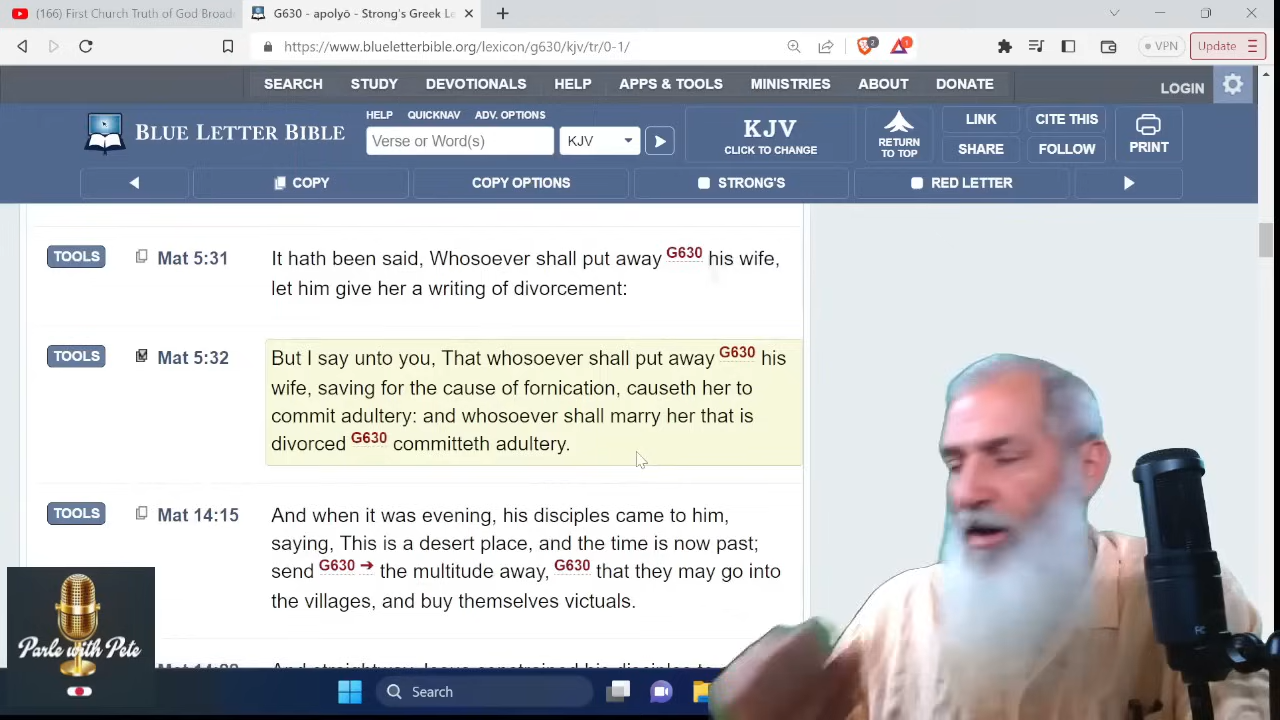 (166) First Church Truth of God Broad
G630 - apolyō - Strong's Greek Le
https://www.blueletterbible.org/lexicon/g630/kjv/tr/0-1/
2
1
VPN
Update
SEARCH STUDY DEVOTIONALS HELP APPS & TOOLS MINISTRIES ABOUT DONATE LOGIN
BLUE LETTER BIBLE
HELP QUICKNAV ADV. OPTIONS
Verse or Word(s)
KJV
KJV
CLICK TO CHANGE
RETURN
TO TOP
LINK CITE THIS
SHARE FOLLOW
PRINT
COPY COPY OPTIONS STRONG'S RED LETTER
TOOLS Mat 5:31 It hath been said, Whosoever shall put away G630 his wife,
let him give her a writing of divorcement:
TOOLS Mat 5:32 But I say unto you, That whosoever shall put away G630 his
wife, saving for the cause of fornication, causeth her to
commit adultery: and whosoever shall marry her that is
divorced G630 committeth adultery.
TOOLS Mat 14:15 And when it was evening, his disciples came to him,
saying, This is a desert place, and the time is now past;
send G630 → the multitude away, G630 that they may go into
the villages, and buy themselves victuals.
Parle with Pete
Search